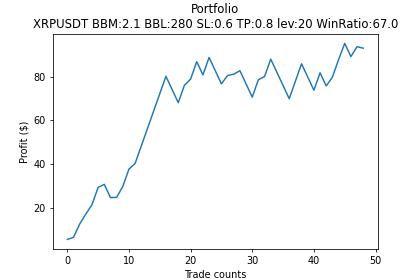 Portfolio
XRPUSDT BBM:2.1 BBL:280 SL:0.6 TP:0.8 lev:20 WinRatio:67.0
Profit ($)
80
60
40
20
0 10 20 30 40 50
Trade counts